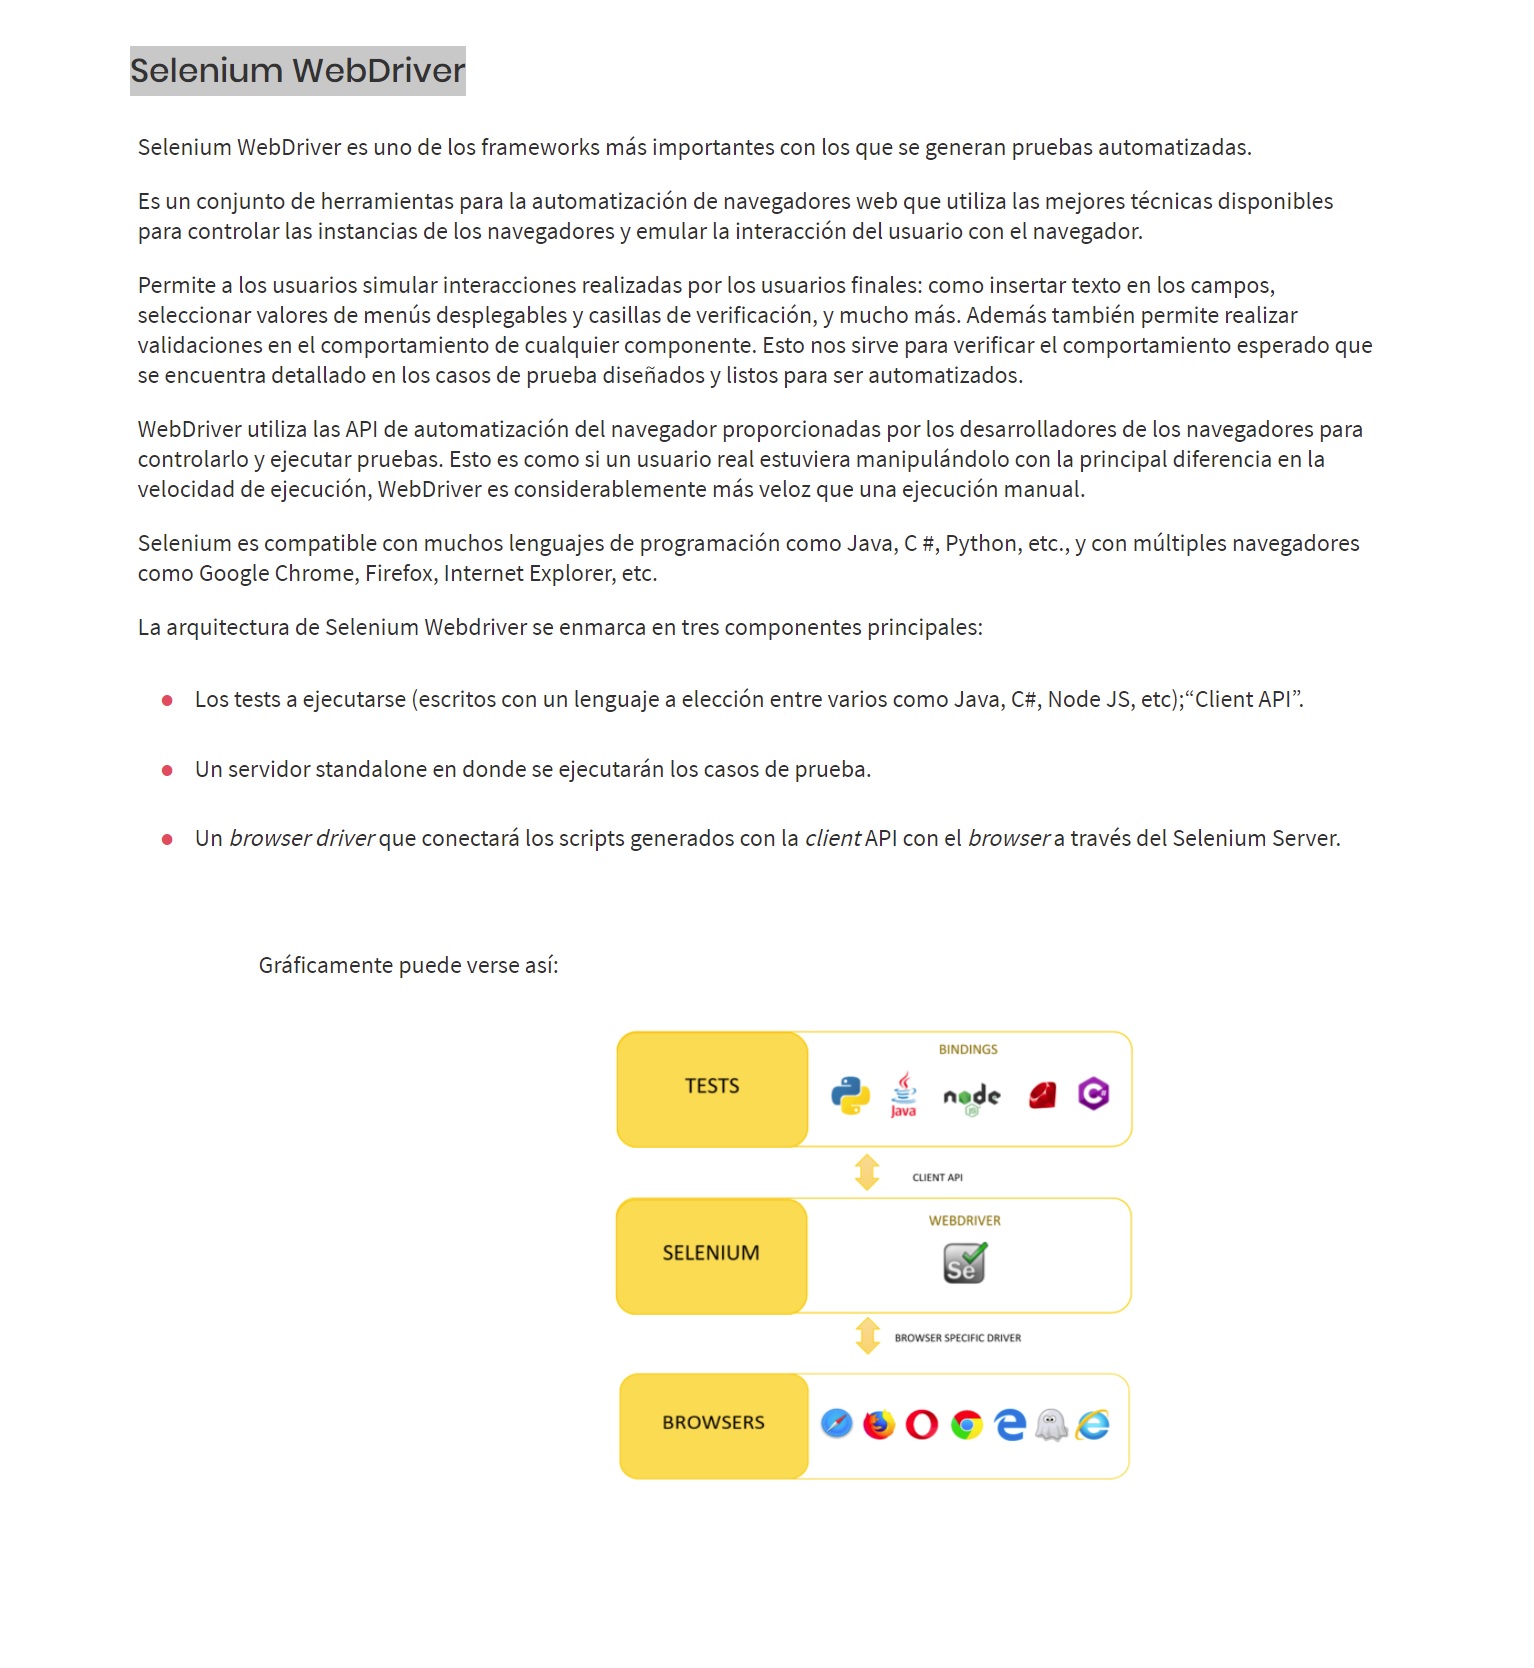 Selenium WebDriver
Selenium WebDriver es uno de los frameworks más importantes con los que se generan pruebas automatizadas.
Es un conjunto de herramientas para la automatización de navegadores web que utiliza las mejores técnicas disponibles
para controlar las instancias de los navegadores y emular la interacción del usuario con el navegador.
Permite a los usuarios simular interacciones realizadas por los usuarios finales: como insertar texto en los campos,
seleccionar valores de menús desplegables y casillas de verificación, y mucho más. Además también permite realizar
validaciones en el comportamiento de cualquier componente. Esto nos sirve para verificar el comportamiento esperado que
se encuentra detallado en los casos de prueba diseñados y listos para ser automatizados.
WebDriver utiliza las API de automatización del navegador proporcionadas por los desarrolladores de los navegadores para
controlarlo y ejecutar pruebas. Esto es como si un usuario real estuviera manipulándolo con la principal diferencia en la
velocidad de ejecución, WebDriver es considerablemente más veloz que una ejecución manual.
Selenium es compatible con muchos lenguajes de programación como Java, C #, Python, etc., y con múltiples navegadores
como Google Chrome, Firefox, Internet Explorer, etc.
La arquitectura de Selenium Webdriver se enmarca en tres componentes principales:
● Los tests a ejecutarse (escritos con un lenguaje a elección entre varios como Java, C#, Node JS, etc);“Client API”.
● Un servidor standalone en donde se ejecutarán los casos de prueba.
● Un browser driver que conectará los scripts generados con la client API con el browser a través del Selenium Server.
Gráficamente puede verse así:
BINDINGS
TESTS
Java
node
JS
C#
CLIENT API
WEBDRIVER
SELENIUM
Se
BROWSER SPECIFIC DRIVER
BROWSERS